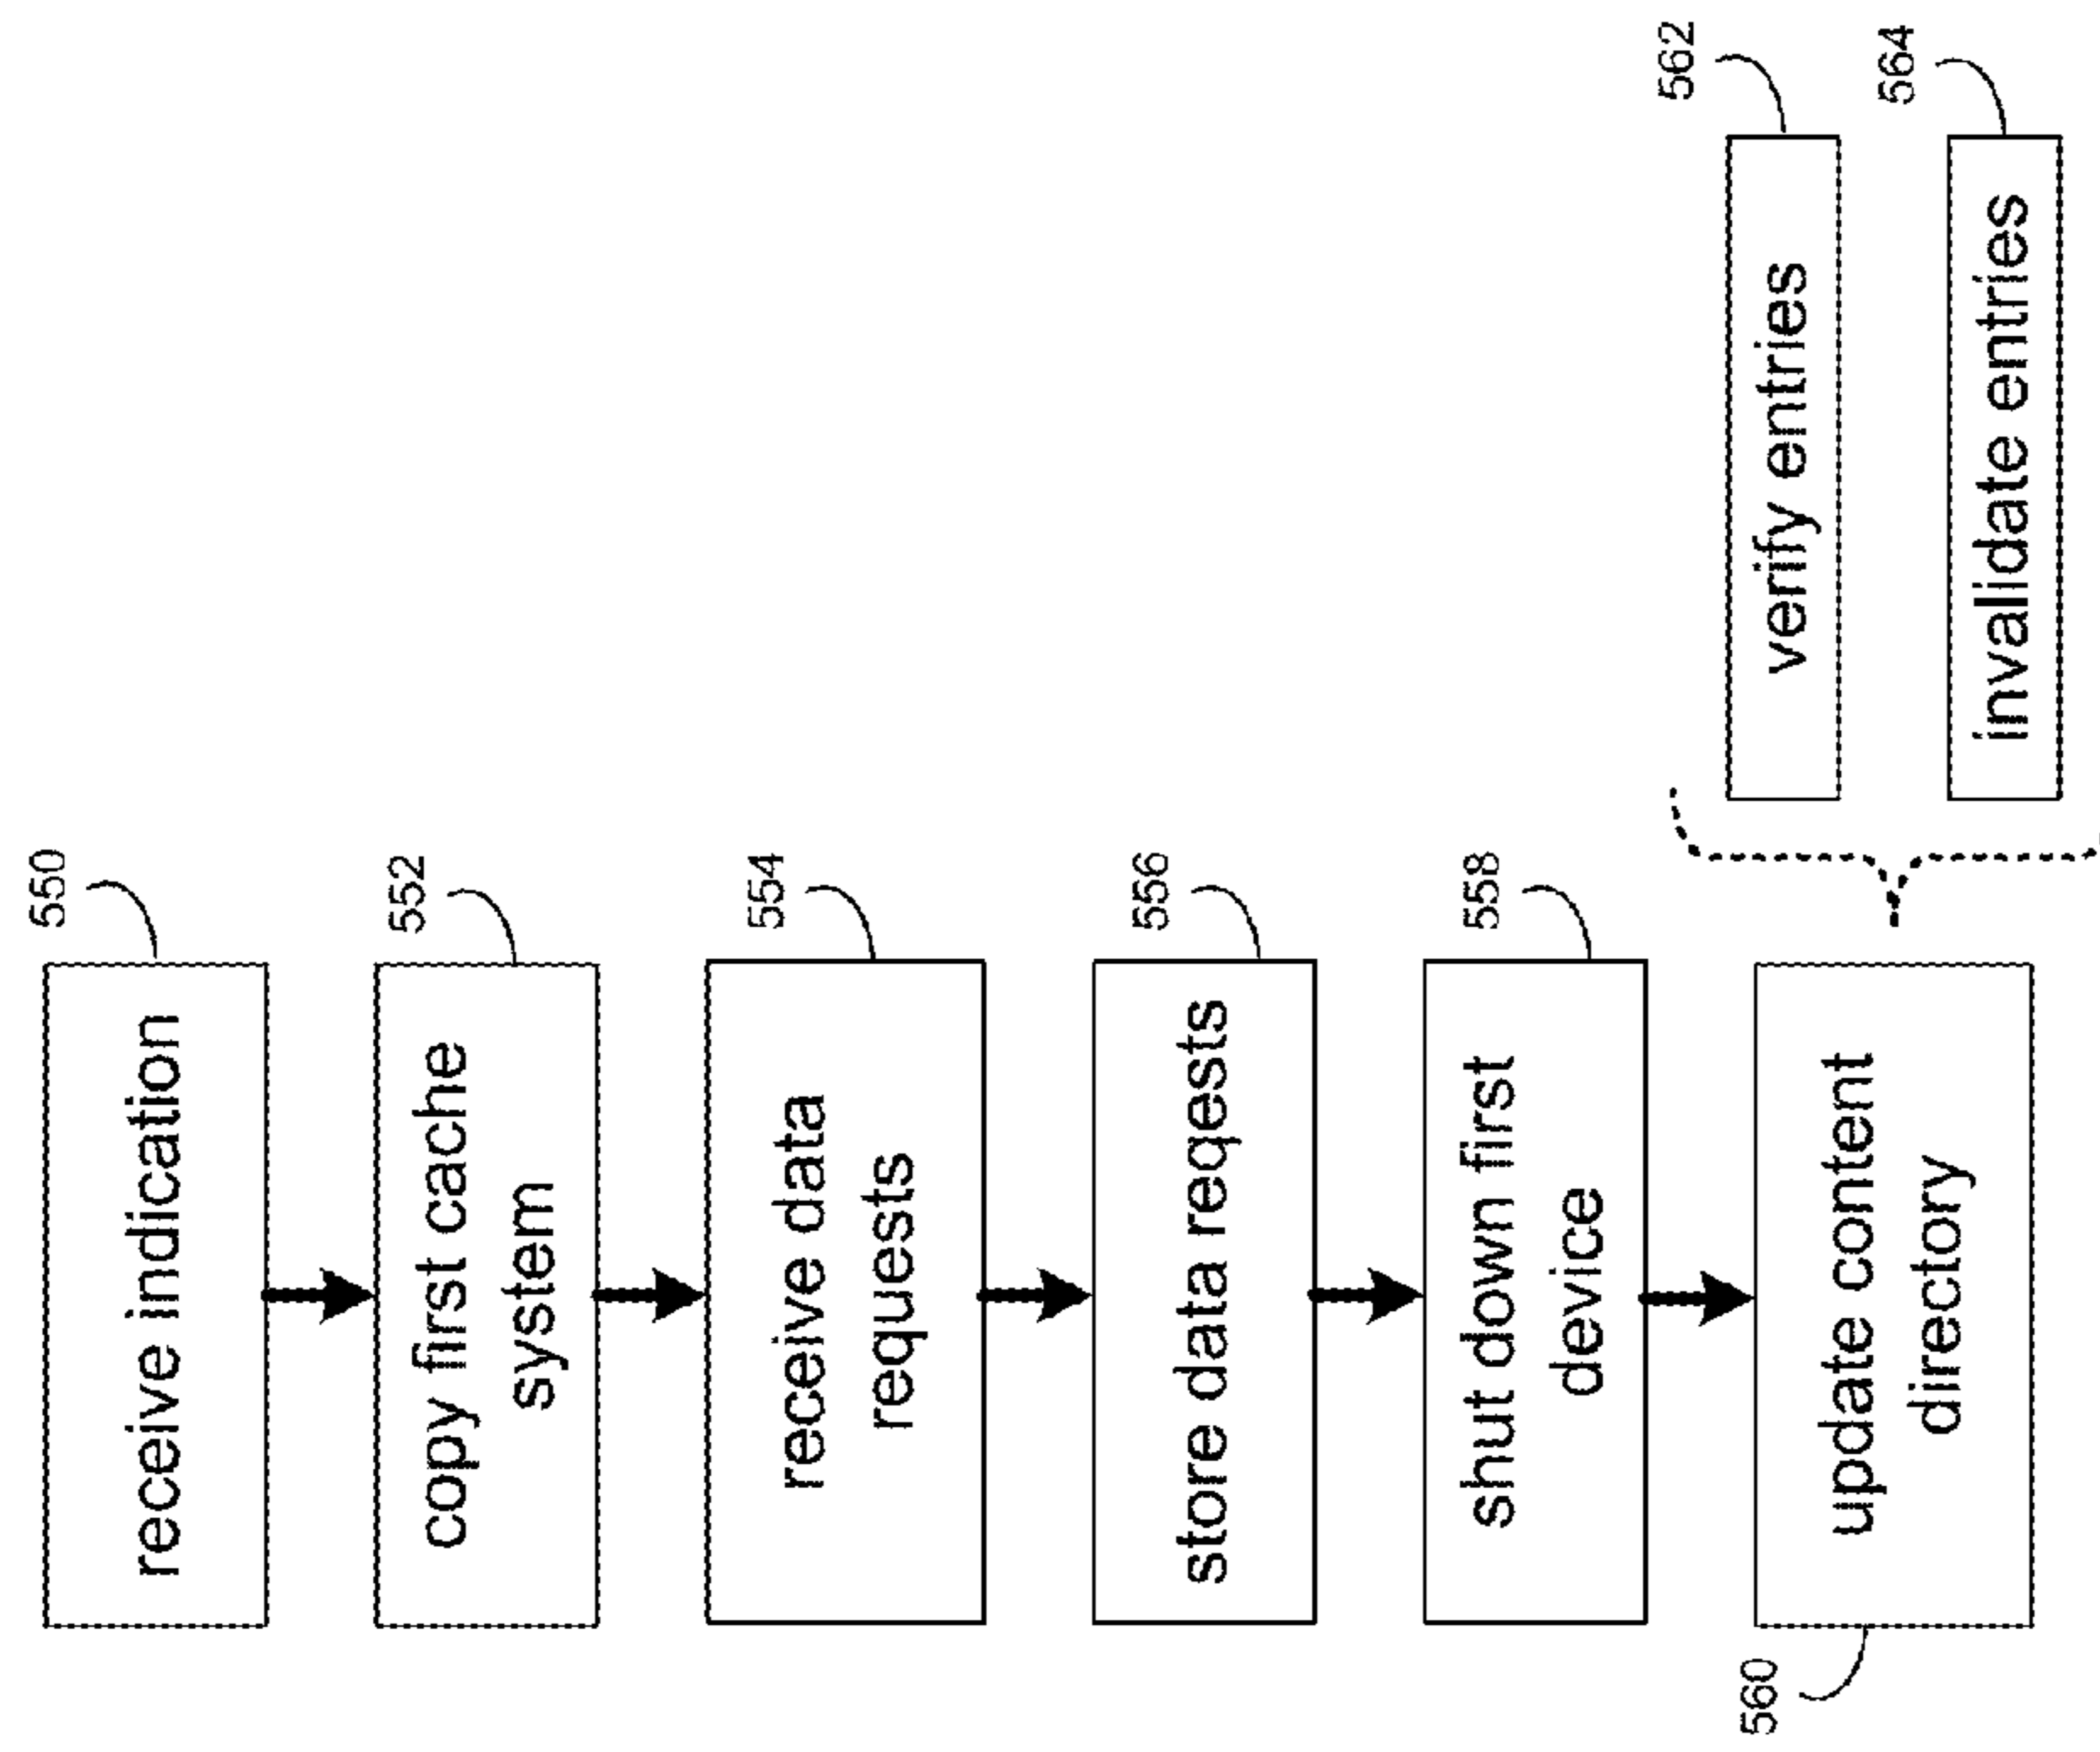 550
receive indication
552
copy first cache
system
554
receive data
requests
556
store data reqests
558
shut down first
device
560
update content
directory
562
verify entries
564
invalidate entries